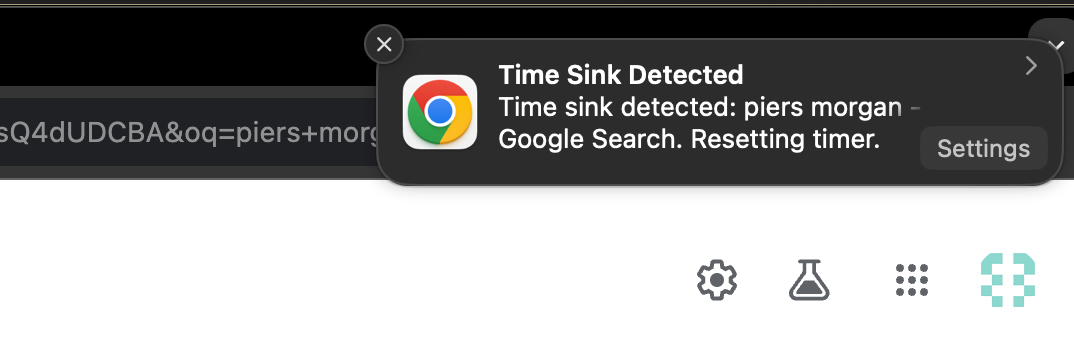 Time Sink Detected
Time sink detected: piers morgan -
Google Search. Resetting timer.
Settings
sQ4dUDCBA&oq=piers+morg